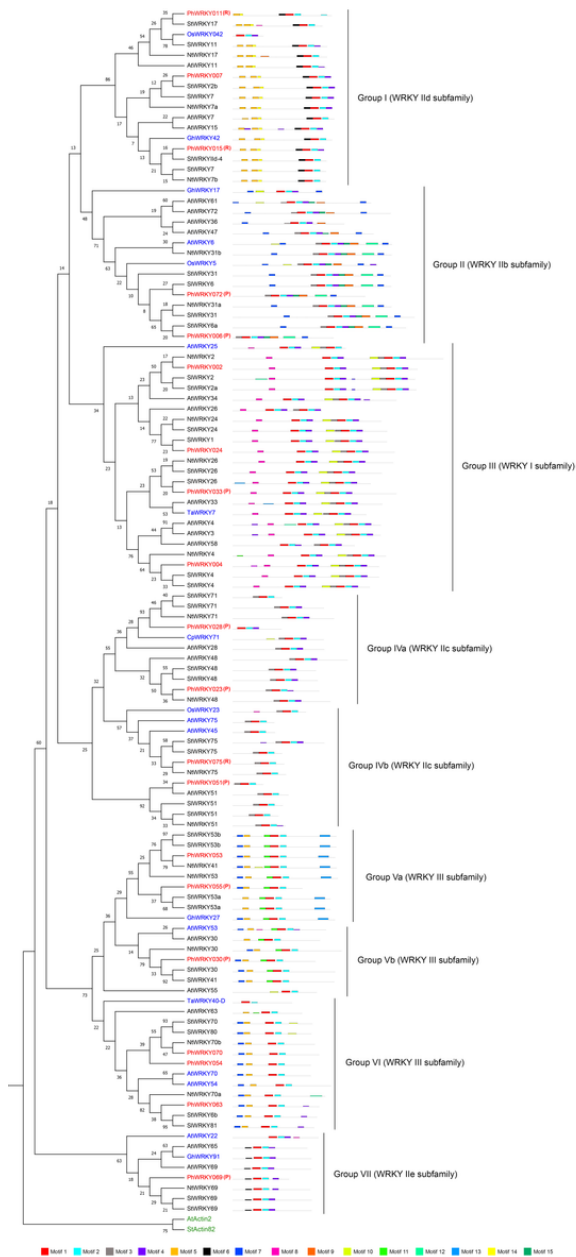 PhWRKY011(R)
StWRKY17
OsWRKY042
SlWRKY11
NtWRKY17
AtWRKY11
PhWRKY007
StWRKY2b
SlWRKY7
NtWRKY7a
AtWRKY7
AtWRKY15
GhWRKY42
PhWRKY015(R)
SlWRKYIId-4
StWRKY7
NtWRKY7b
Group I (WRKY IId subfamily)
GhWRKY17
AtWRKY61
AtWRKY72
AtWRKY36
AtWRKY47
AtWRKY6
NtWRKY31b
OsWRKY5
StWRKY31
SlWRKY6
PhWRKY072(P)
NtWRKY31a
SlWRKY31
StWRKY6a
PhWRKY006(P)
Group II (WRKY IIb subfamily)
AtWRKY25
NtWRKY2
PhWRKY002
SlWRKY2
StWRKY2a
AtWRKY34
AtWRKY26
NtWRKY24
StWRKY24
SlWRKY1
PhWRKY024
NtWRKY26
StWRKY26
SlWRKY26
PhWRKY033(P)
AtWRKY33
TaWRKY7
AtWRKY4
AtWRKY3
AtWRKY58
NtWRKY4
PhWRKY004
SlWRKY4
StWRKY4
Group III (WRKY I subfamily)
StWRKY71
SlWRKY71
NtWRKY71
PhWRKY028(P)
CpWRKY71
AtWRKY28
AtWRKY48
StWRKY48
SlWRKY48
PhWRKY023(P)
NtWRKY48
Group IVa (WRKY IIc subfamily)
OsWRKY23
AtWRKY75
AtWRKY45
StWRKY75
SlWRKY75
PhWRKY075(R)
NtWRKY75
PhWRKY051(P)
AtWRKY51
SlWRKY51
StWRKY51
NtWRKY51
Group IVb (WRKY IIc subfamily)
StWRKY53b
SlWRKY53b
PhWRKY053
NtWRKY41
NtWRKY53
PhWRKY055(P)
StWRKY53a
SlWRKY53a
GhWRKY27
Group Va (WRKY III subfamily)
AtWRKY53
AtWRKY30
NtWRKY30
PhWRKY030(P)
StWRKY30
SlWRKY41
AtWRKY55
Group Vb (WRKY III subfamily)
TaWRKY40-D
AtWRKY63
StWRKY70
SlWRKY80
NtWRKY70b
PhWRKY070
PhWRKY054
AtWRKY70
AtWRKY54
NtWRKY70a
PhWRKY083
StWRKY6b
SlWRKY81
Group VI (WRKY III subfamily)
AtWRKY22
AtWRKY65
GhWRKY91
AtWRKY69
PhWRKY069(P)
NtWRKY69
SlWRKY69
StWRKY69
Group VII (WRKY IIe subfamily)
AtActin2
StActin82
Motif 1 Motif 2 Motif 3 Motif 4 Motif 5 Motif 6 Motif 7 Motif 8 Motif 9 Motif 10 Motif 11 Motif 12 Motif 13 Motif 14 Motif 15